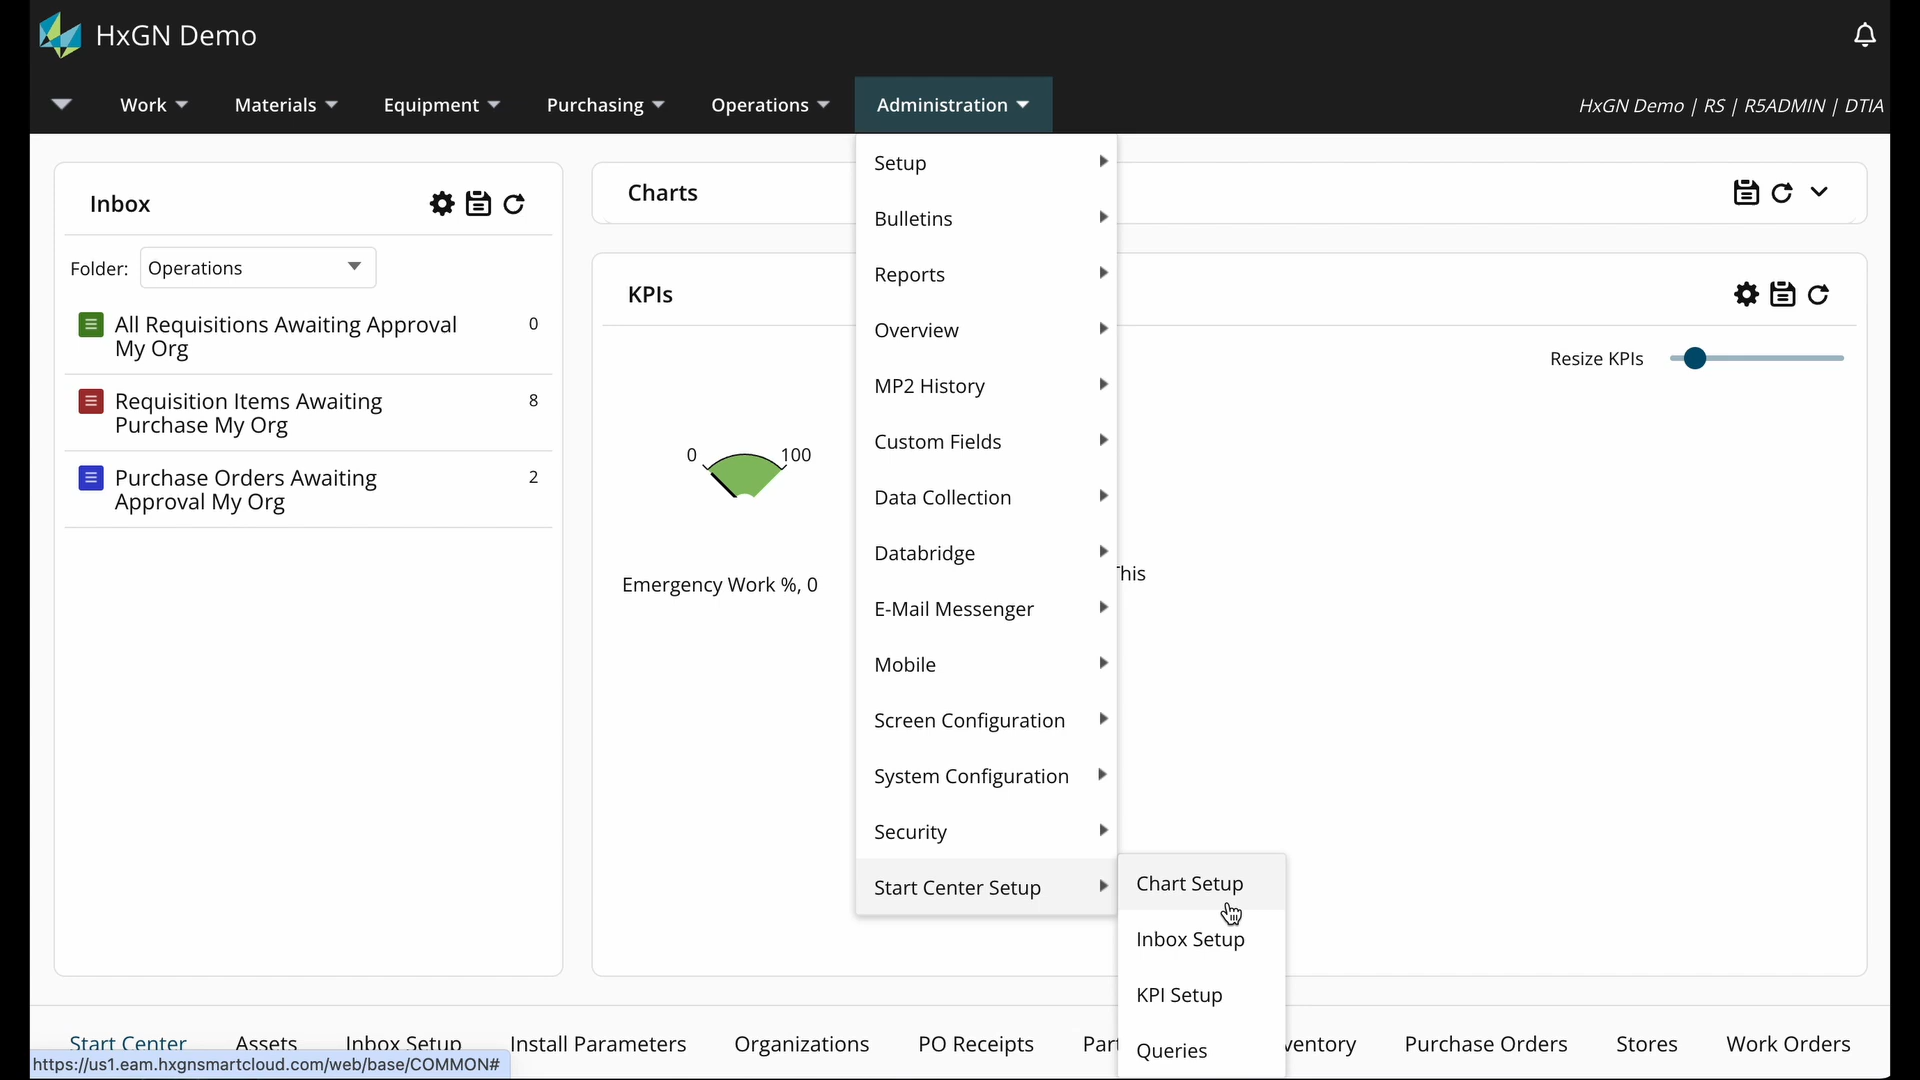 HxGN Demo
Work
Materials
Equipment
Purchasing
Operations
Administration
HxGN Demo | RS | R5ADMIN | DTIA
Inbox
Folder: Operations
All Requisitions Awaiting Approval
My Org
0
Requisition Items Awaiting
Purchase My Org
8
Purchase Orders Awaiting
Approval My Org
2
Charts
KPIs
Resize KPIs
0
100
Emergency Work %, 0
Setup
Bulletins
Reports
Overview
MP2 History
Custom Fields
Data Collection
Databridge
E-Mail Messenger
Mobile
Screen Configuration
System Configuration
Security
Start Center Setup
Chart Setup
Inbox Setup
KPI Setup
Queries
Start Center
Assets
Inbox Setup
Install Parameters
Organizations
PO Receipts
Purchase Orders
Stores
Work Orders
https://us1.eam.hxgnsmartcloud.com/web/base/COMMON#